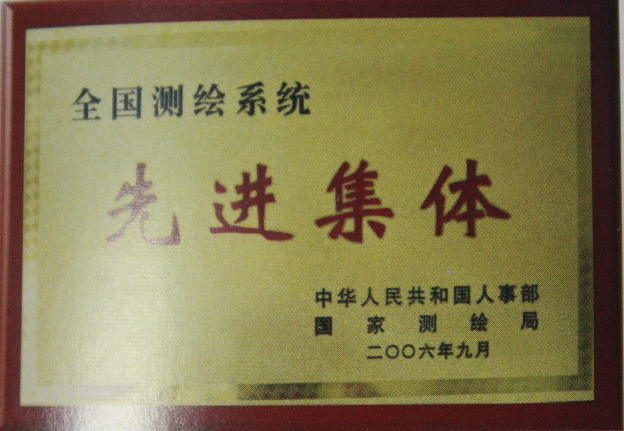 全国测绘系统
先进集体
中华人民共和国人事部
国家测绘局
二〇〇六年九月